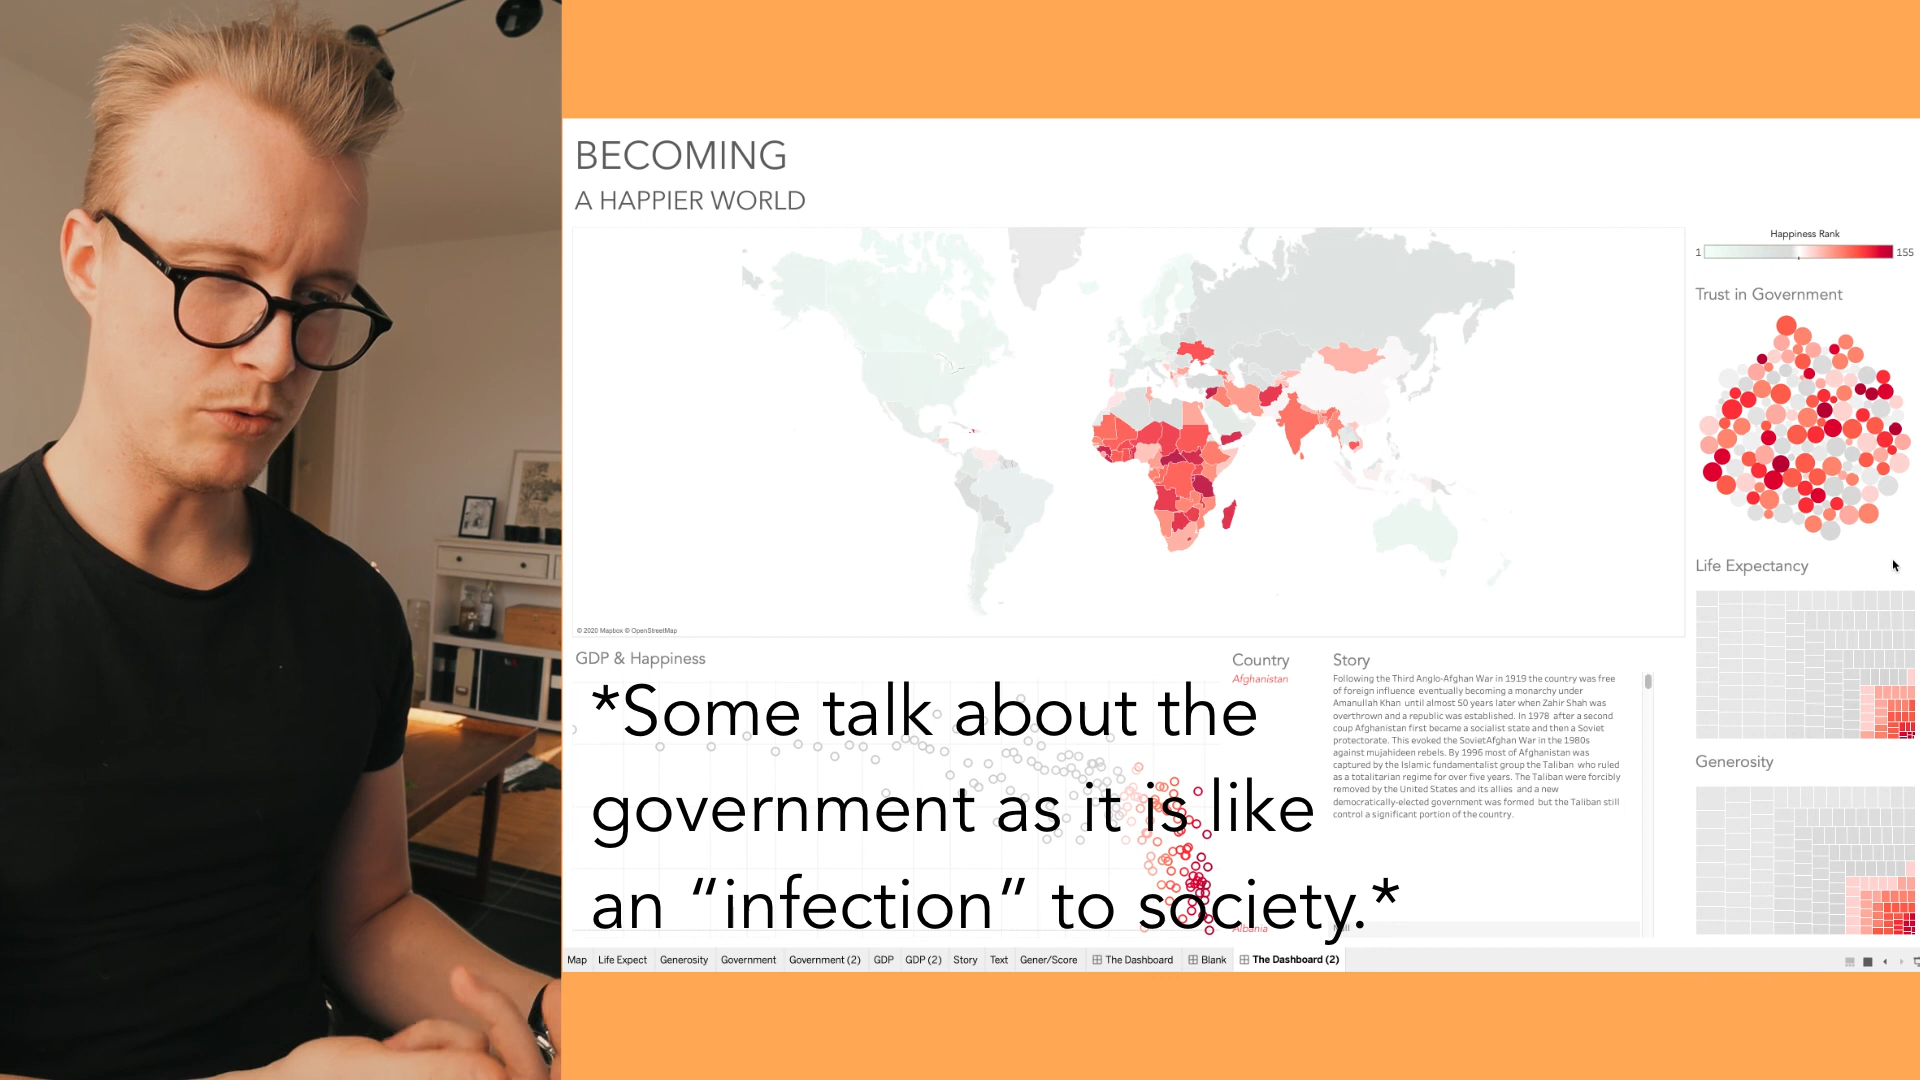 BECOMING
A HAPPIER WORLD
Happiness Rank
1
155
Trust in Government
Life Expectancy
Generosity
© 2020 Mapbox © OpenStreetMap
GDP & Happiness
Country
Afghanistan
Story
Following the Third Anglo-Afghan War in 1919 the country was free
of foreign influence eventually becoming a monarchy under
Amanullah Khan until almost 50 years later when Zahir Shah was
overthrown and a republic was established. In 1978 after a second
coup Afghanistan first became a socialist state and then a Soviet
protectorate. This evoked the SovietAfghan War in the 1980s
against mujahideen rebels. By 1996 most of Afghanistan was
captured by the Islamic fundamentalist group the Taliban who ruled
as a totalitarian regime for over five years. The Taliban were forcibly
removed by the United States and its allies and a new
democratically-elected government was formed but the Taliban still
control a significant portion of the country.
*Some talk about the
government as it is like
an “infection” to society.*
Albania
Map Life Expect Generosity Government Government (2) GDP GDP (2) Story Text Gener/Score The Dashboard Blank The Dashboard (2)